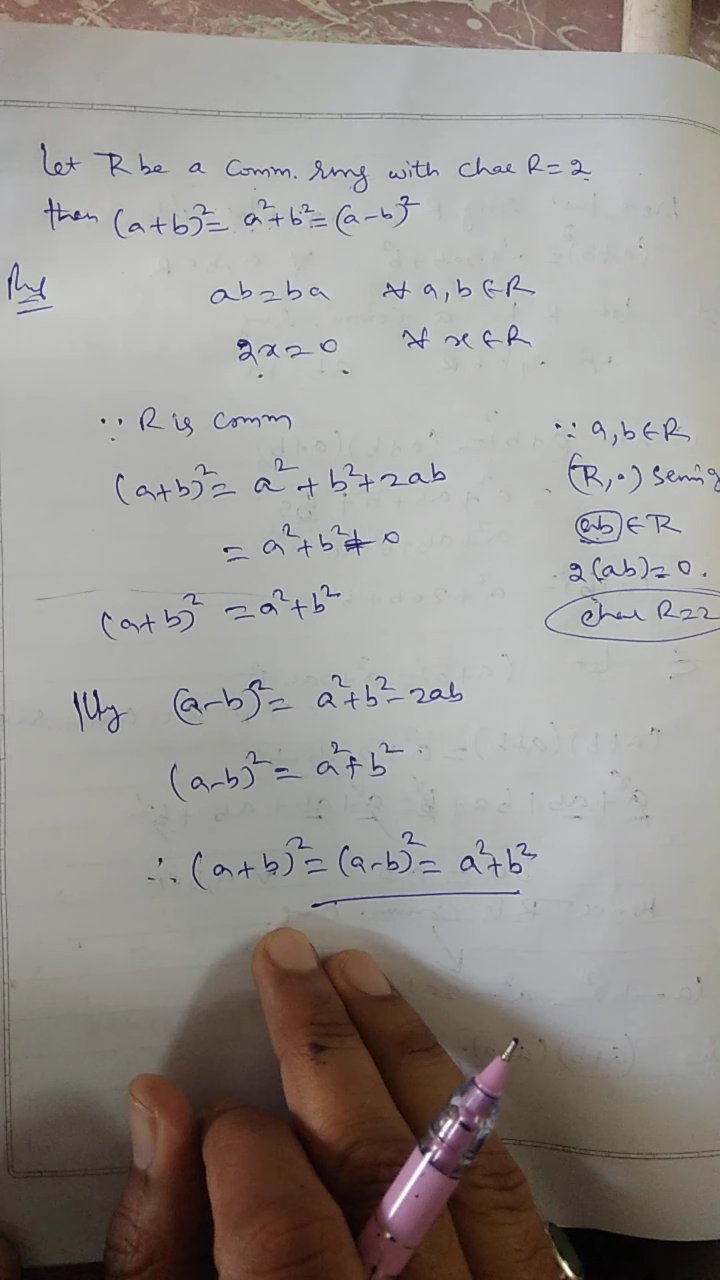 Let R be a Comm. ring with Char R=2
then (a+b)²= a²+b²=(a-b)²
ab=ba ∀ a,b∈R
2x=0 ∀ x∈R
∵ R is Comm
(a+b)²= a²+b²+2ab
= a²+b²+0
(a+b)² =a²+b²
∵ a,b∈R
(R,•) Semig
ab∈R
2(ab)=0.
Char R=2
|||ly (a-b)²= a²+b²-2ab
(a-b)²= a²+b²
∴ (a+b)²=(a-b)²= a²+b²